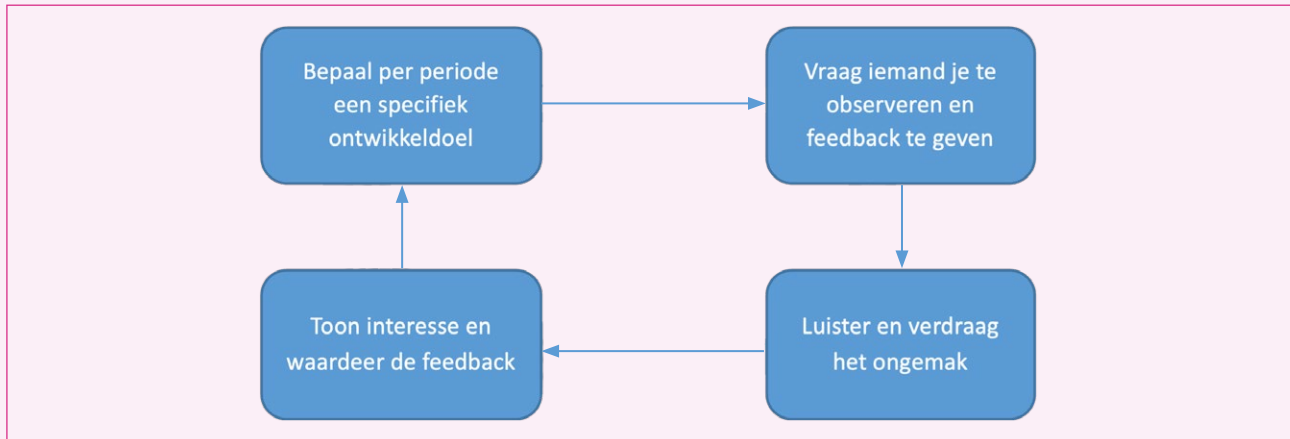 Bepaal per periode
een specifiek
ontwikkeldoel
Vraag iemand je te
observeren en
feedback te geven
Luister en verdraag
het ongemak
Toon interesse en
waardeer de feedback